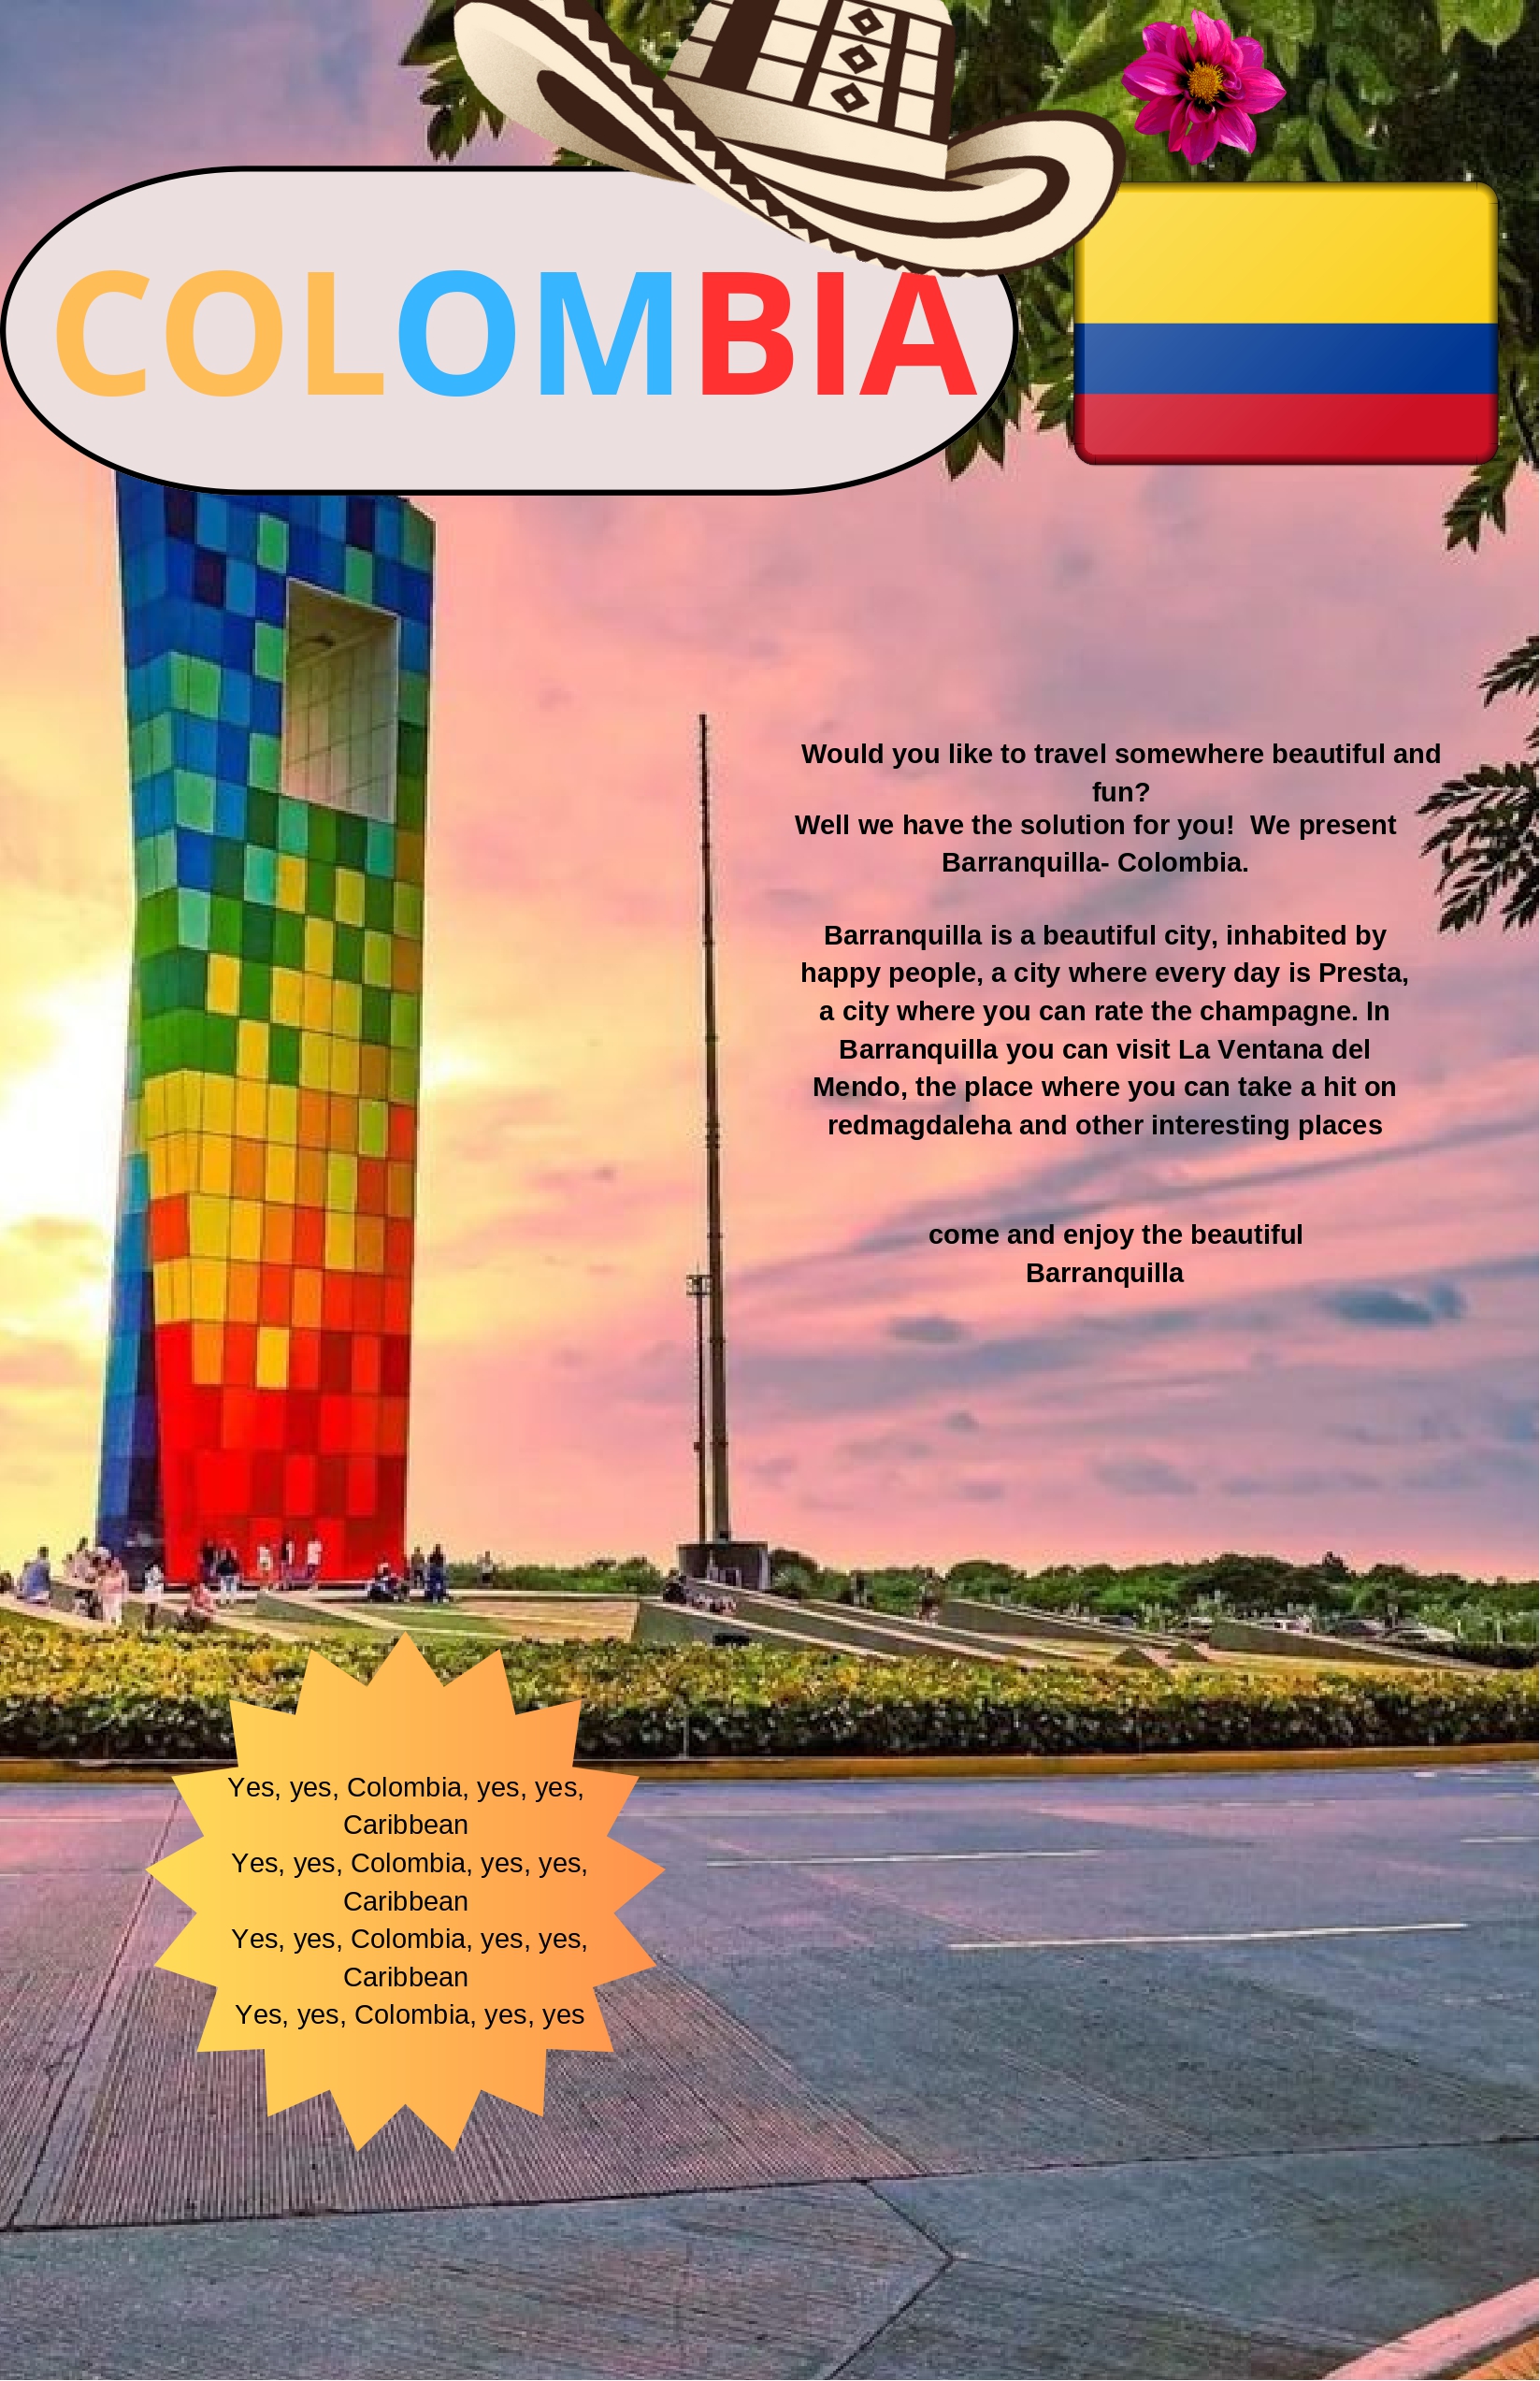 COLOMBIA
Would you like to travel somewhere beautiful and
fun?
Well we have the solution for you!  We present
Barranquilla- Colombia.
Barranquilla is a beautiful city, inhabited by
happy people, a city where every day is Presta,
a city where you can rate the champagne. In
Barranquilla you can visit La Ventana del
Mendo, the place where you can take a hit on
redmagdaleha and other interesting places
come and enjoy the beautiful
Barranquilla
Yes, yes, Colombia, yes, yes,
Caribbean
Yes, yes, Colombia, yes, yes,
Caribbean
Yes, yes, Colombia, yes, yes,
Caribbean
Yes, yes, Colombia, yes, yes